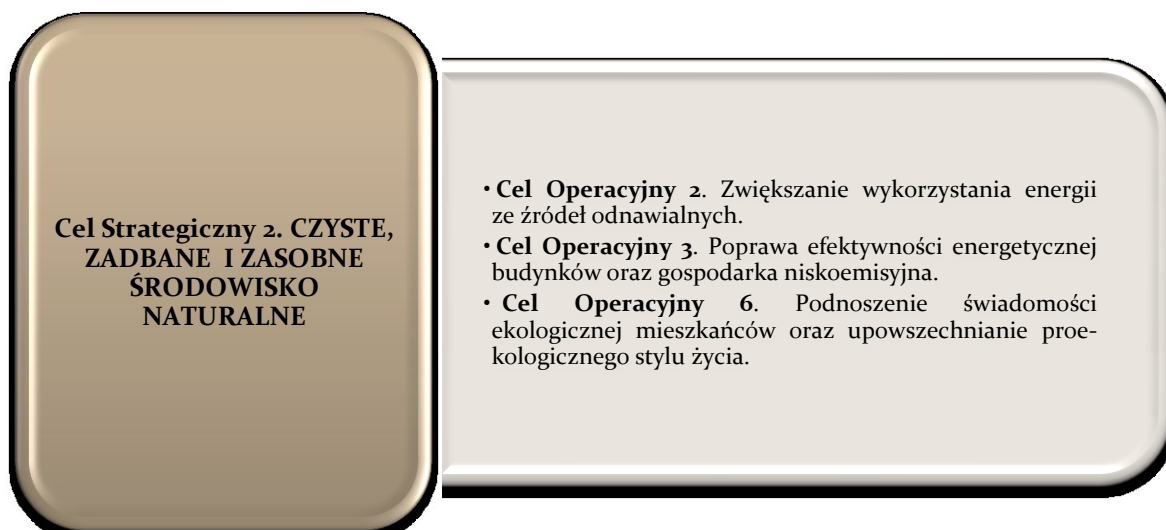 Cel Strategiczny 2. CZYSTE,
ZADBANE I ZASOBNE
ŚRODOWISKO
NATURALNE
• Cel Operacyjny 2. Zwiększanie wykorzystania energii
ze źródeł odnawialnych.
• Cel Operacyjny 3. Poprawa efektywności energetycznej
budynków oraz gospodarka niskoemisyjna.
• Cel Operacyjny 6. Podnoszenie świadomości
ekologicznej mieszkańców oraz upowszechnianie proe-
kologicznego stylu życia.